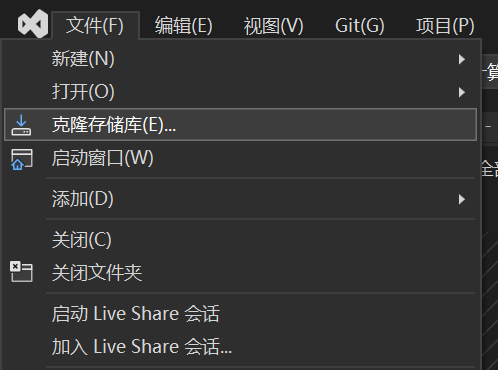 文件(F) 编辑(E) 视图(V) Git(G) 项目(P)
新建(N)
打开(O)
克隆存储库(E)...
启动窗口(W)
添加(D)
关闭(C)
关闭文件夹
启动 Live Share 会话
加入 Live Share 会话...